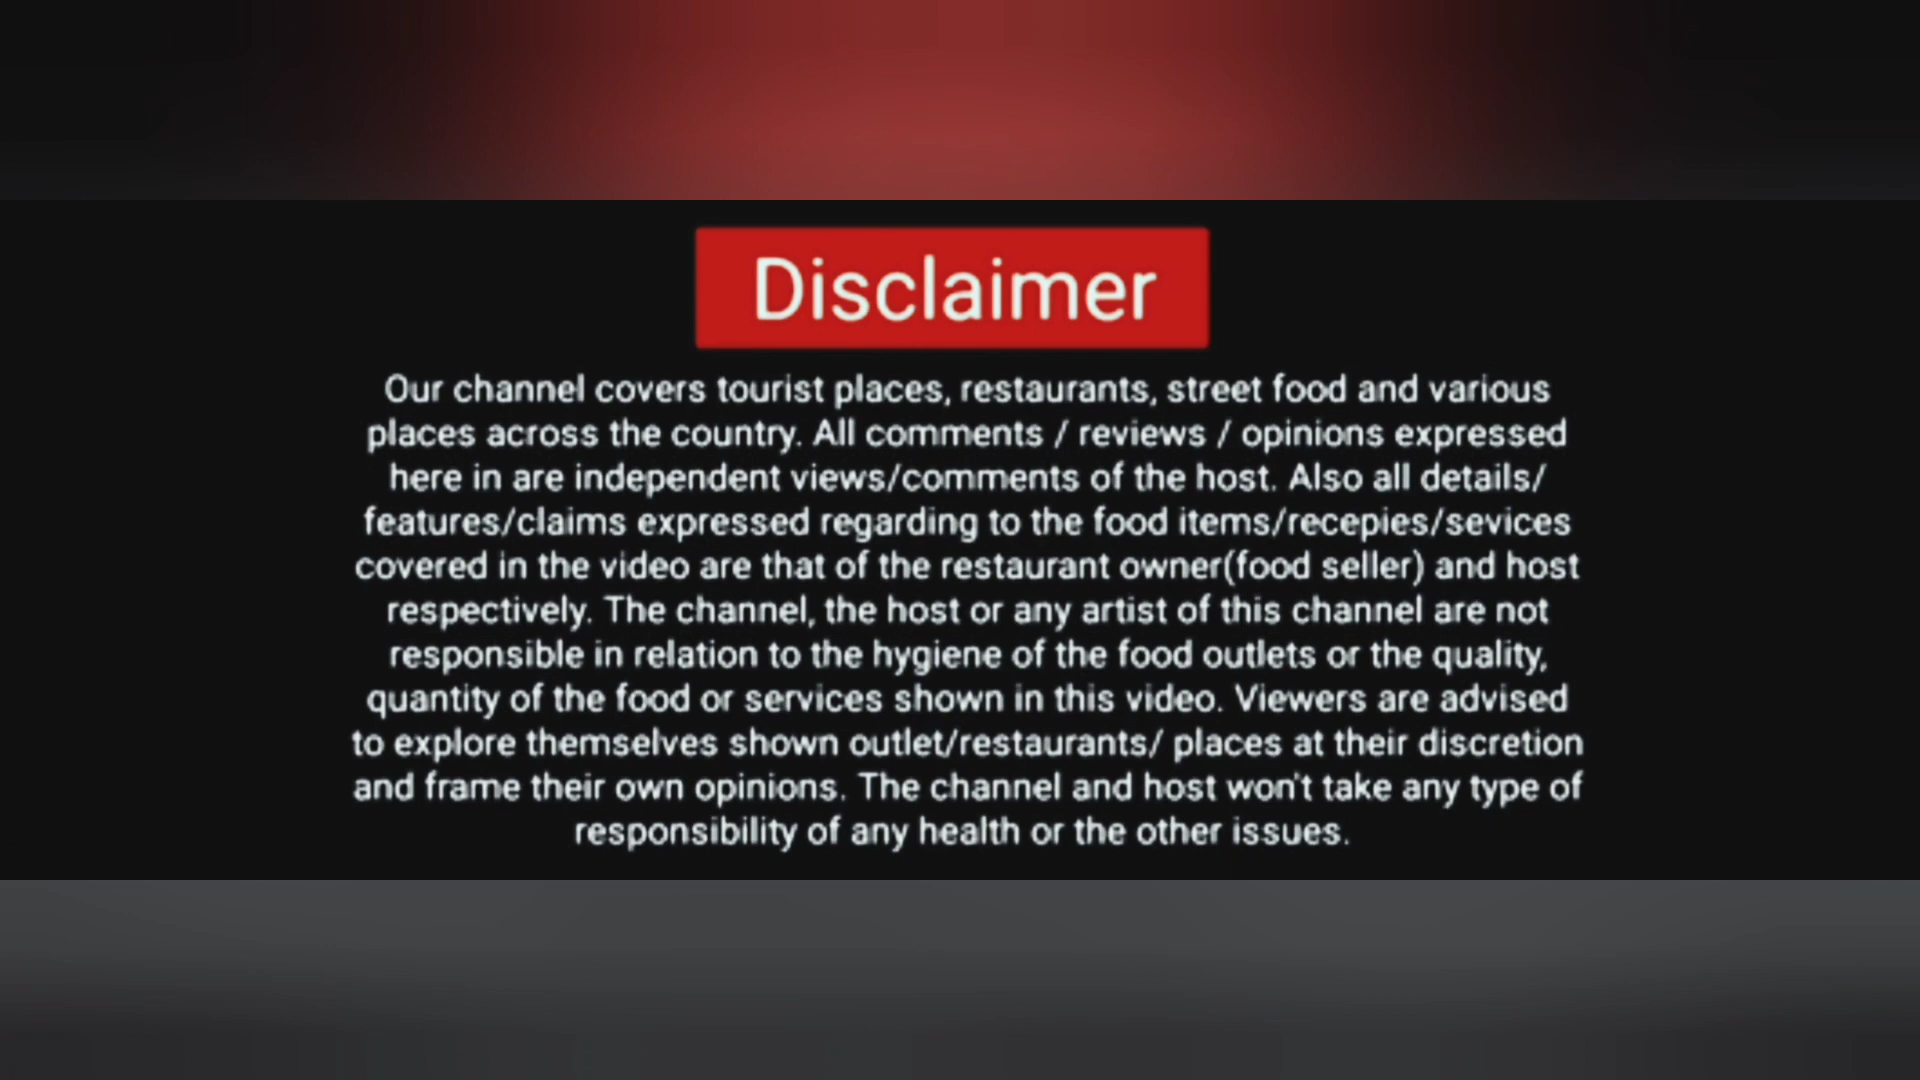 Disclaimer
Our channel covers tourist places, restaurants, street food and various
places across the country. All comments / reviews / opinions expressed
here in are independent views/comments of the host. Also all details/
features/claims expressed regarding to the food items/recepies/sevices
covered in the video are that of the restaurant owner(food seller) and host
respectively. The channel, the host or any artist of this channel are not
responsible in relation to the hygiene of the food outlets or the quality,
quantity of the food or services shown in this video. Viewers are advised
to explore themselves shown outlet/restaurants/ places at their discretion
and frame their own opinions. The channel and host won't take any type of
responsibility of any health or the other issues.